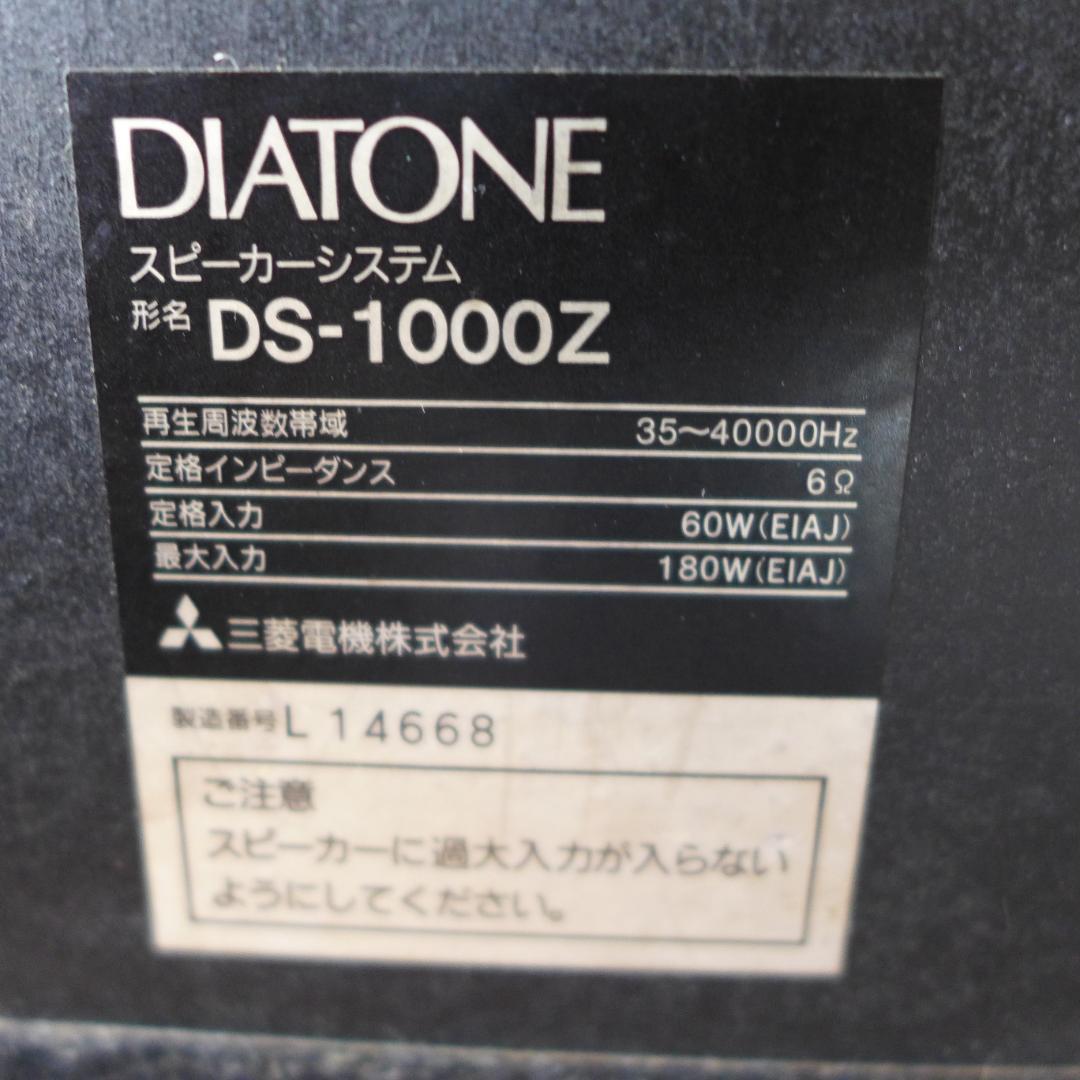 DIATONE
スピーカーシステム
形名 DS-1000Z
再生周波数帯域 35～40000Hz
定格インピーダンス 6Ω
定格入力 60W(EIAJ)
最大入力 180W(EIAJ)
三菱電機株式会社
製造番号 L 14668
ご注意
スピーカーに過大入力が入らない
ようにしてください。